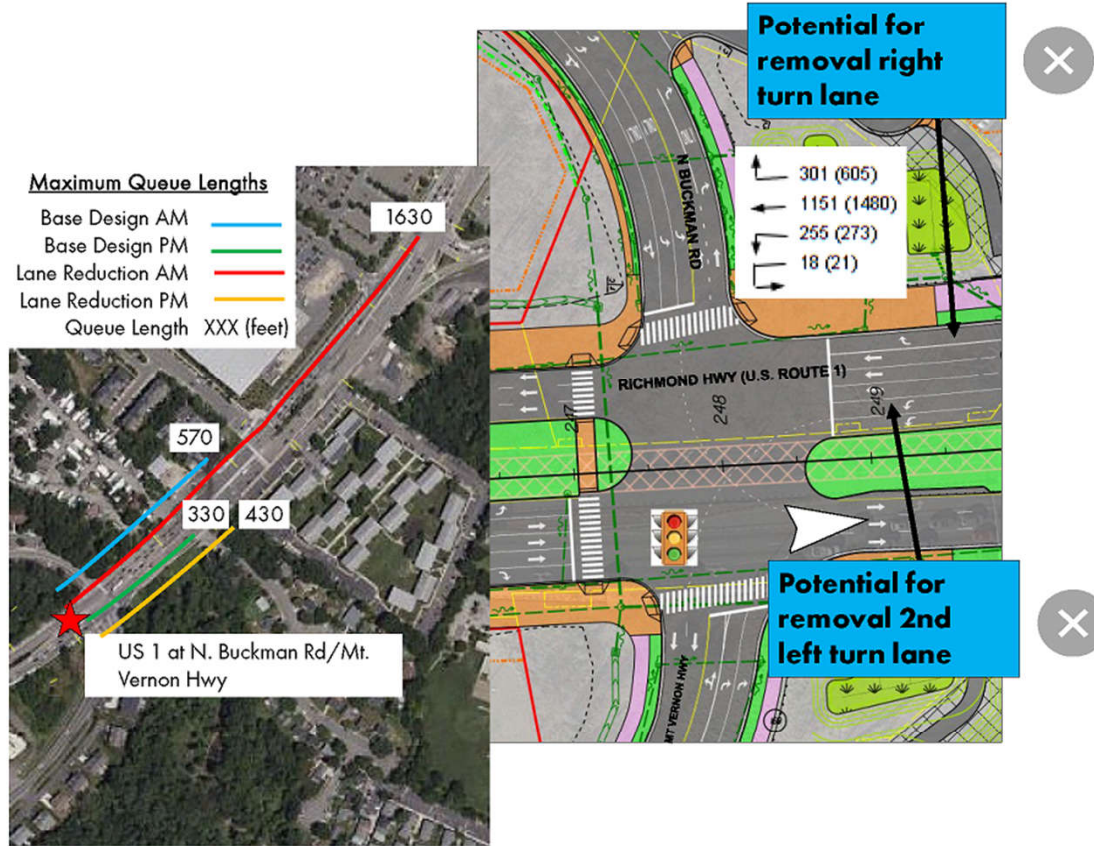 Maximum Queue Lengths
Base Design AM
Base Design PM
Lane Reduction AM
Lane Reduction PM
Queue Length XXX (feet)
1630
570
330
430
US 1 at N. Buckman Rd/Mt.
Vernon Hwy
Potential for
removal right
turn lane
N BUCKMAN RD
301 (605)
1151 (1480)
255 (273)
18 (21)
RICHMOND HWY (U.S. ROUTE 1)
247
248
249
Potential for
removal 2nd
left turn lane
MT VERNON HWY